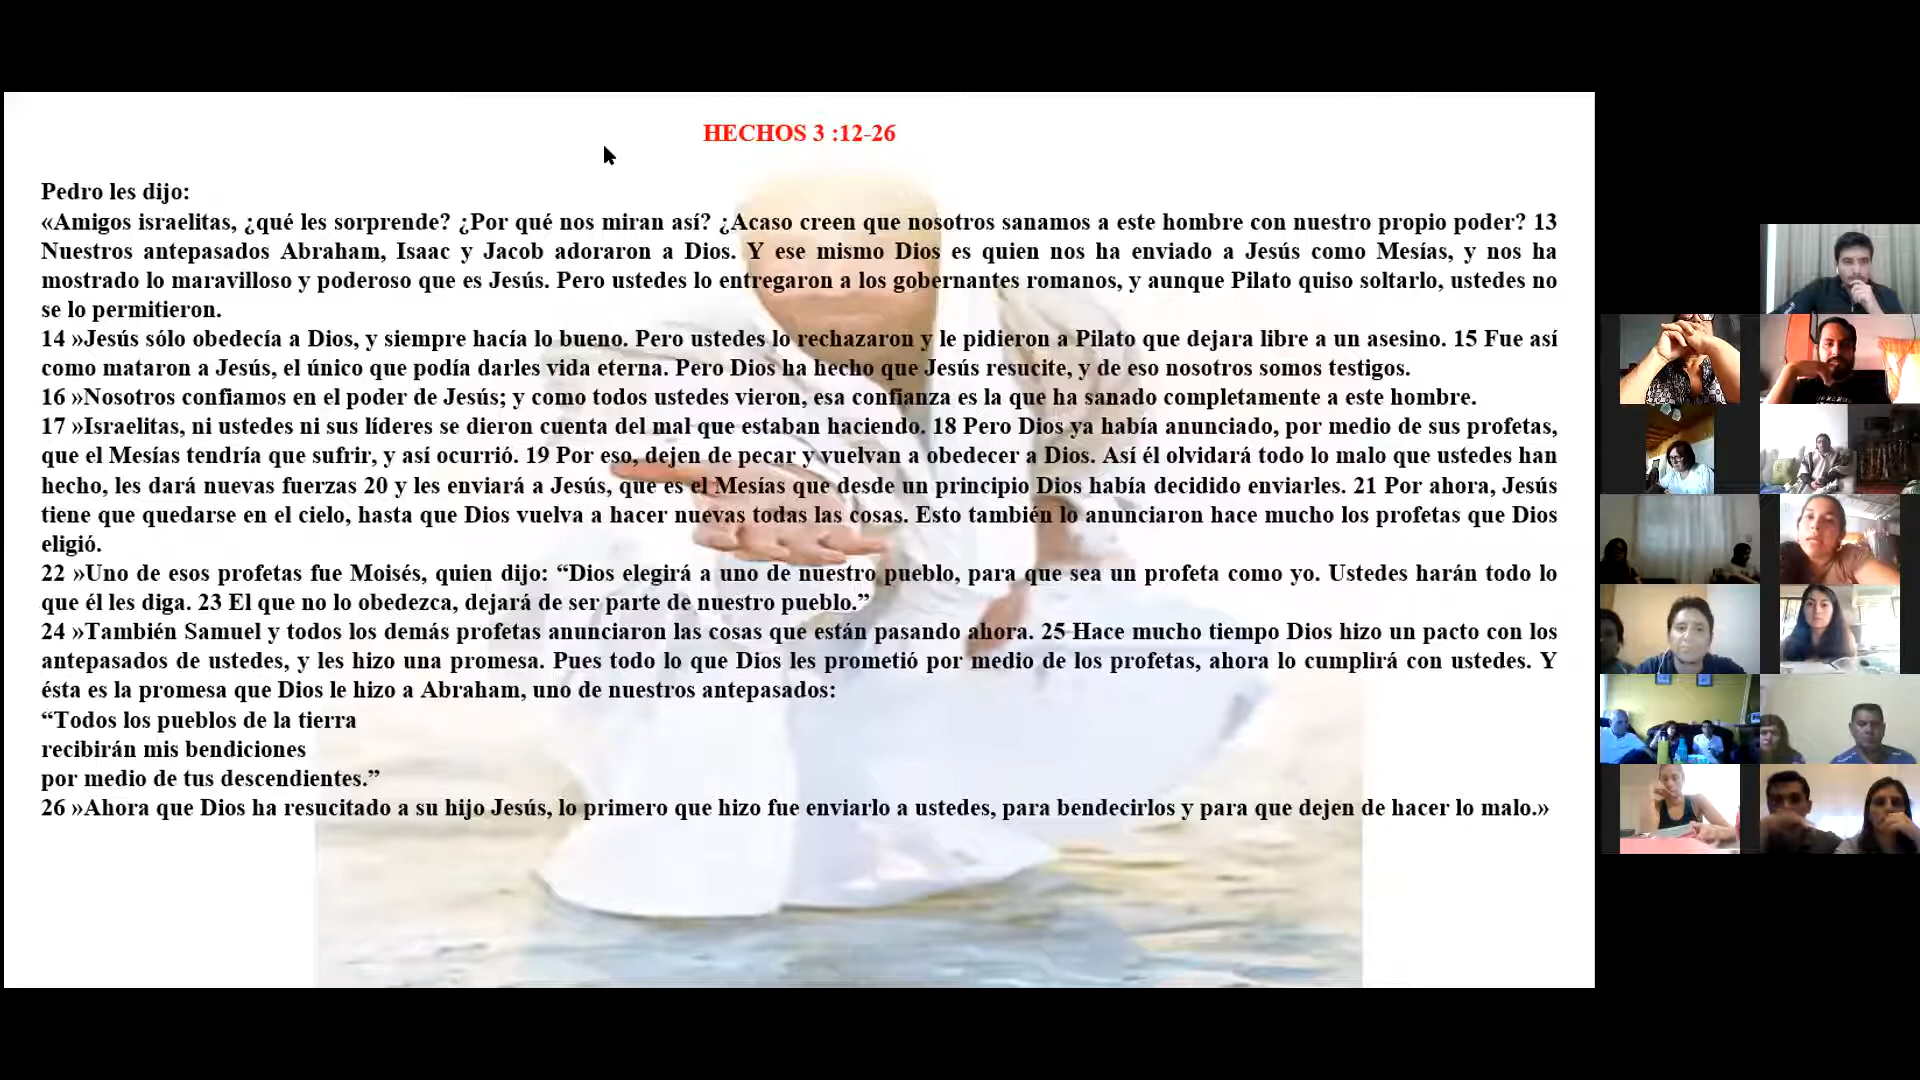 HECHOS 3 :12-26
Pedro les dijo:
«Amigos israelitas, ¿qué les sorprende? ¿Por qué nos miran así? ¿Acaso creen que nosotros sanamos a este hombre con nuestro propio poder? 13
Nuestros antepasados Abraham, Isaac y Jacob adoraron a Dios. Y ese mismo Dios es quien nos ha enviado a Jesús como Mesías, y nos ha
mostrado lo maravilloso y poderoso que es Jesús. Pero ustedes lo entregaron a los gobernantes romanos, y aunque Pilato quiso soltarlo, ustedes no
se lo permitieron.
14 »Jesús sólo obedecía a Dios, y siempre hacía lo bueno. Pero ustedes lo rechazaron y le pidieron a Pilato que dejara libre a un asesino. 15 Fue así
como mataron a Jesús, el único que podía darles vida eterna. Pero Dios ha hecho que Jesús resucite, y de eso nosotros somos testigos.
16 »Nosotros confiamos en el poder de Jesús; y como todos ustedes vieron, esa confianza es la que ha sanado completamente a este hombre.
17 »Israelitas, ni ustedes ni sus líderes se dieron cuenta del mal que estaban haciendo. 18 Pero Dios ya había anunciado, por medio de sus profetas,
que el Mesías tendría que sufrir, y así ocurrió. 19 Por eso, dejen de pecar y vuelvan a obedecer a Dios. Así él olvidará todo lo malo que ustedes han
hecho, les dará nuevas fuerzas 20 y les enviará a Jesús, que es el Mesías que desde un principio Dios había decidido enviarles. 21 Por ahora, Jesús
tiene que quedarse en el cielo, hasta que Dios vuelva a hacer nuevas todas las cosas. Esto también lo anunciaron hace mucho los profetas que Dios
eligió.
22 »Uno de esos profetas fue Moisés, quien dijo: “Dios elegirá a uno de nuestro pueblo, para que sea un profeta como yo. Ustedes harán todo lo
que él les diga. 23 El que no lo obedezca, dejará de ser parte de nuestro pueblo.”
24 »También Samuel y todos los demás profetas anunciaron las cosas que están pasando ahora. 25 Hace mucho tiempo Dios hizo un pacto con los
antepasados de ustedes, y les hizo una promesa. Pues todo lo que Dios les prometió por medio de los profetas, ahora lo cumplirá con ustedes. Y
ésta es la promesa que Dios le hizo a Abraham, uno de nuestros antepasados:
“Todos los pueblos de la tierra
recibirán mis bendiciones
por medio de tus descendientes.”
26 »Ahora que Dios ha resucitado a su hijo Jesús, lo primero que hizo fue enviarlo a ustedes, para bendecirlos y para que dejen de hacer lo malo.»